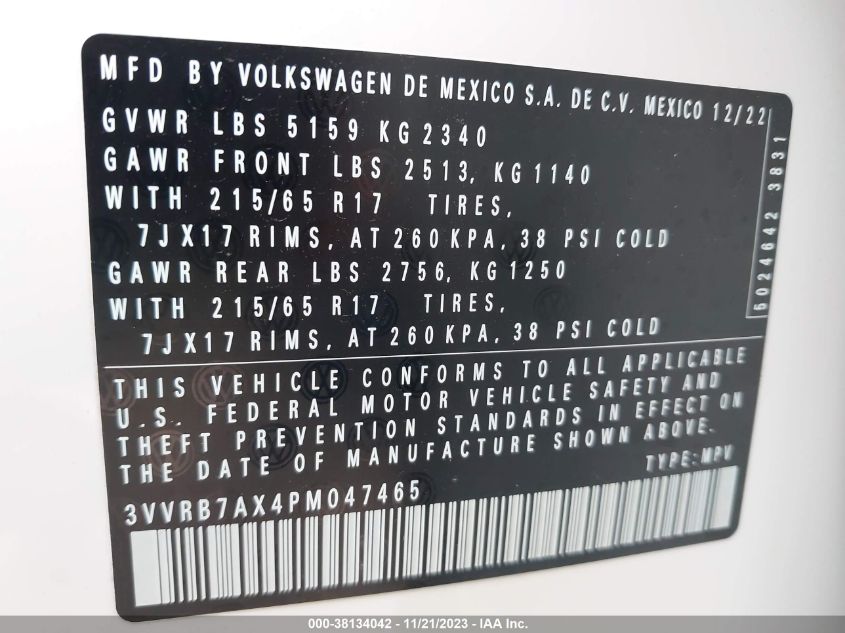 MFD BY VOLKSWAGEN DE MEXICO S.A. DE C.V. MEXICO 12/22
GVWR LBS 5159 KG 2340
GAWR FRONT LBS 2513, KG 1140
WITH 215/65 R17 TIRES,
7JX17 RIMS, AT 260 KPA, 38 PSI COLD
GAWR REAR LBS 2756, KG 1250
WITH 215/65 R17 TIRES,
7JX17 RIMS, AT 260 KPA, 38 PSI COLD
5024642 3831
THIS VEHICLE CONFORMS TO ALL APPLICABLE
U.S. FEDERAL MOTOR VEHICLE SAFETY AND
THEFT PREVENTION STANDARDS IN EFFECT ON
THE DATE OF MANUFACTURE SHOWN ABOVE.
TYPE: MPV
3VVRB7AX4PM047465
000-38134042 - 11/21/2023 - IAA Inc.